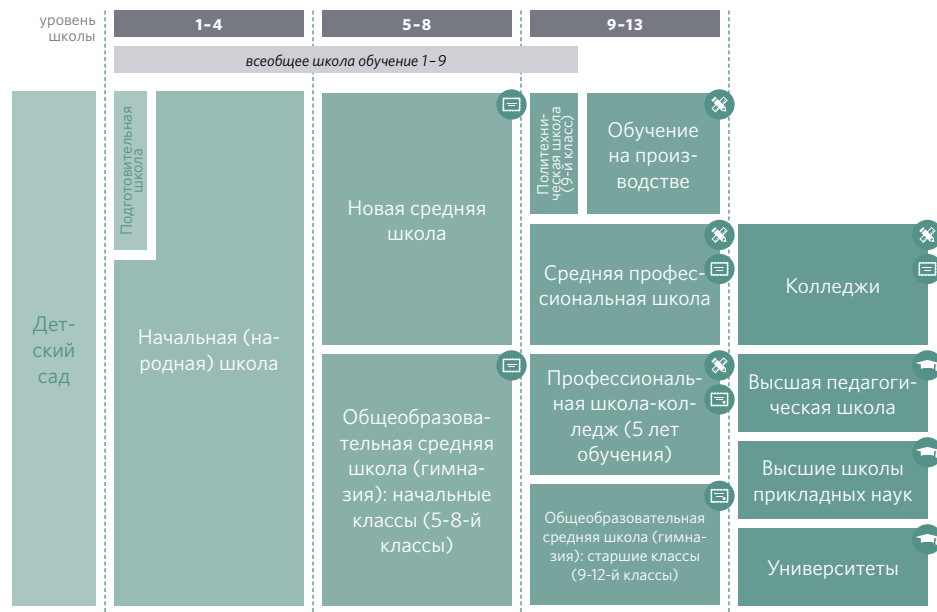 уровень
школы
1–4
5–8
9–13
всеобщее школа обучение 1–9
Дет-
ский
сад
Подготовительная
школа
Начальная (на-
родная) школа
Новая средняя
школа
Общеобразова-
тельная средняя
школа (гимна-
зия): начальные
классы (5-8-й
классы)
Политехни-
ческая школа
(9-й класс)
Обучение
на произ-
водстве
Средняя профес-
сиональная школа
Профессиональ-
ная школа-кол-
ледж (5 лет
обучения)
Общеобразовательная
средняя школа (гимна-
зия): старшие классы
(9-12-й классы)
Колледжи
Высшая педагоги-
ческая школа
Высшие школы
прикладных наук
Университеты